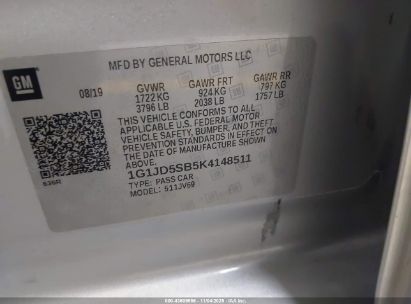 MFD BY GENERAL MOTORS LLC
GM
08/19 GVWR GAWR FRT GAWR RR
1722 KG 924 KG 797 KG
3796 LB 2038 LB 1757 LB
THIS VEHICLE CONFORMS TO ALL
APPLICABLE U.S. FEDERAL MOTOR
VEHICLE SAFETY, BUMPER, AND THEFT
PREVENTION STANDARDS IN EFFECT ON
THE DATE OF MANUFACTURE SHOWN ABOVE.
1G1JD5SB5K4148511
TYPE: PASS CAR
MODEL: 511JV69